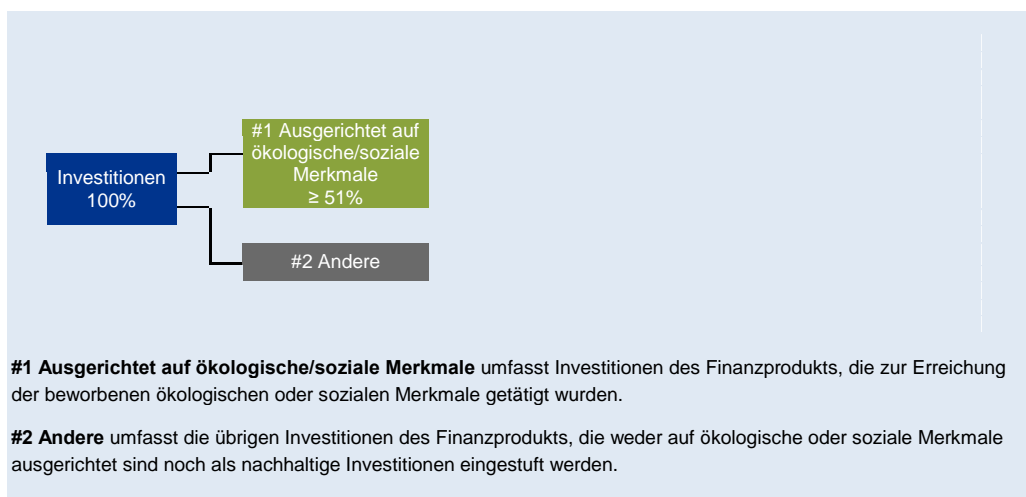 #1 Ausgerichtet auf
ökologische/soziale
Merkmale
≥ 51%
Investitionen
100%
#2 Andere
#1 Ausgerichtet auf ökologische/soziale Merkmale umfasst Investitionen des Finanzprodukts, die zur Erreichung
der beworbenen ökologischen oder sozialen Merkmale getätigt wurden.
#2 Andere umfasst die übrigen Investitionen des Finanzprodukts, die weder auf ökologische oder soziale Merkmale
ausgerichtet sind noch als nachhaltige Investitionen eingestuft werden.